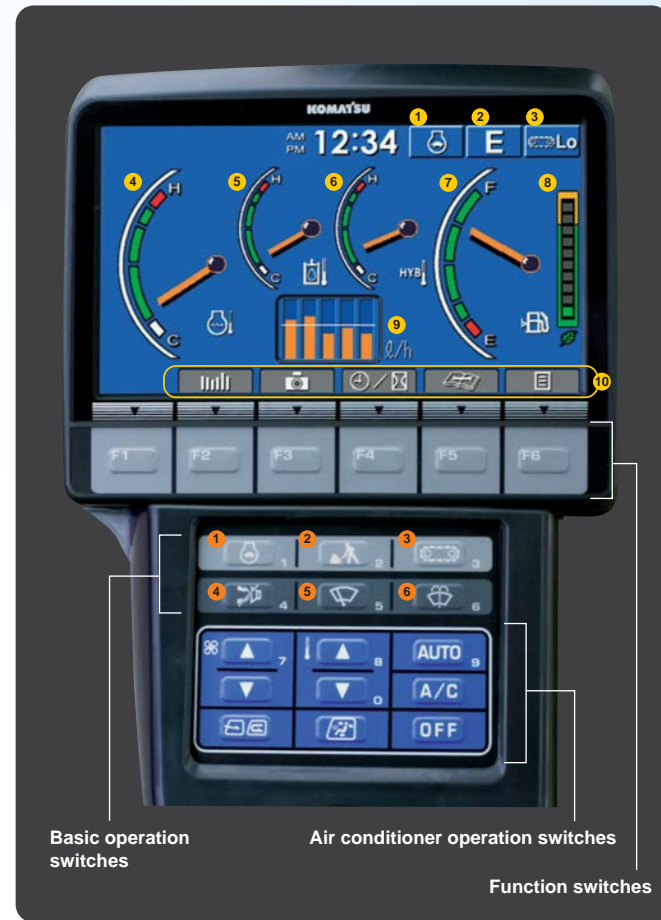 KOMATSU
1 2 3
AM
PM 12:34 E Lo
4 5 6 7 8
H H H F
C C HYB C E
9
l/h
10
F1 F2 F3 F4 F5 F6
1 1 2 2 3 3
4 4 5 5 6 6
7 8 AUTO 9
0 A/C
OFF
Basic operation
switches
Air conditioner operation switches
Function switches